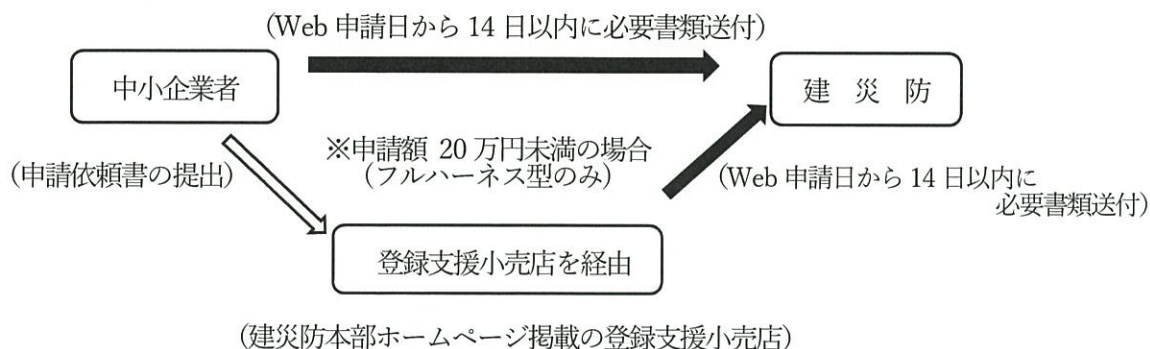 (Web 申請日から 14 日以内に必要書類送付)
中小企業者
建 災 防
※申請額 20 万円未満の場合
(フルハーネス型のみ)
(申請依頼書の提出)
(Web 申請日から 14 日以内に
必要書類送付)
登録支援小売店を経由
(建災防本部ホームページ掲載の登録支援小売店)